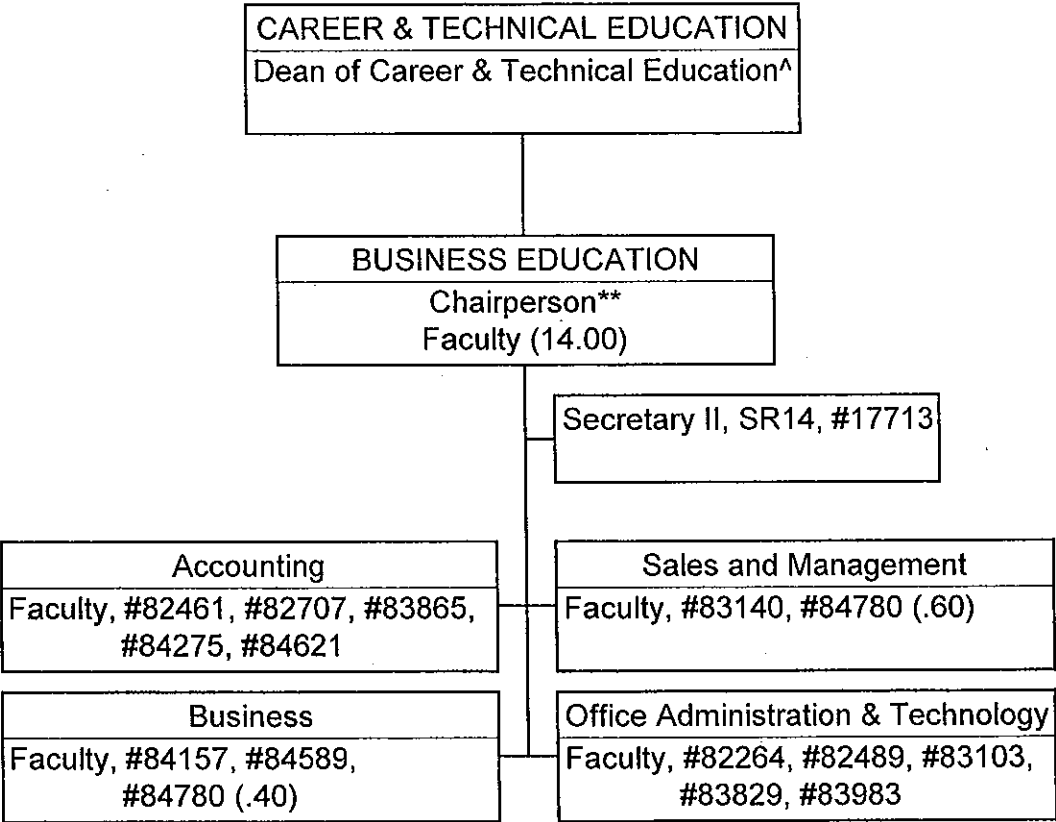 CAREER & TECHNICAL EDUCATION
Dean of Career & Technical Education^
BUSINESS EDUCATION
Chairperson**
Faculty (14.00)
Secretary II, SR14, #17713
Accounting
Faculty, #82461, #82707, #83865,
#84275, #84621
Sales and Management
Faculty, #83140, #84780 (.60)
Business
Faculty, #84157, #84589,
#84780 (.40)
Office Administration & Technology
Faculty, #82264, #82489, #83103,
#83829, #83983